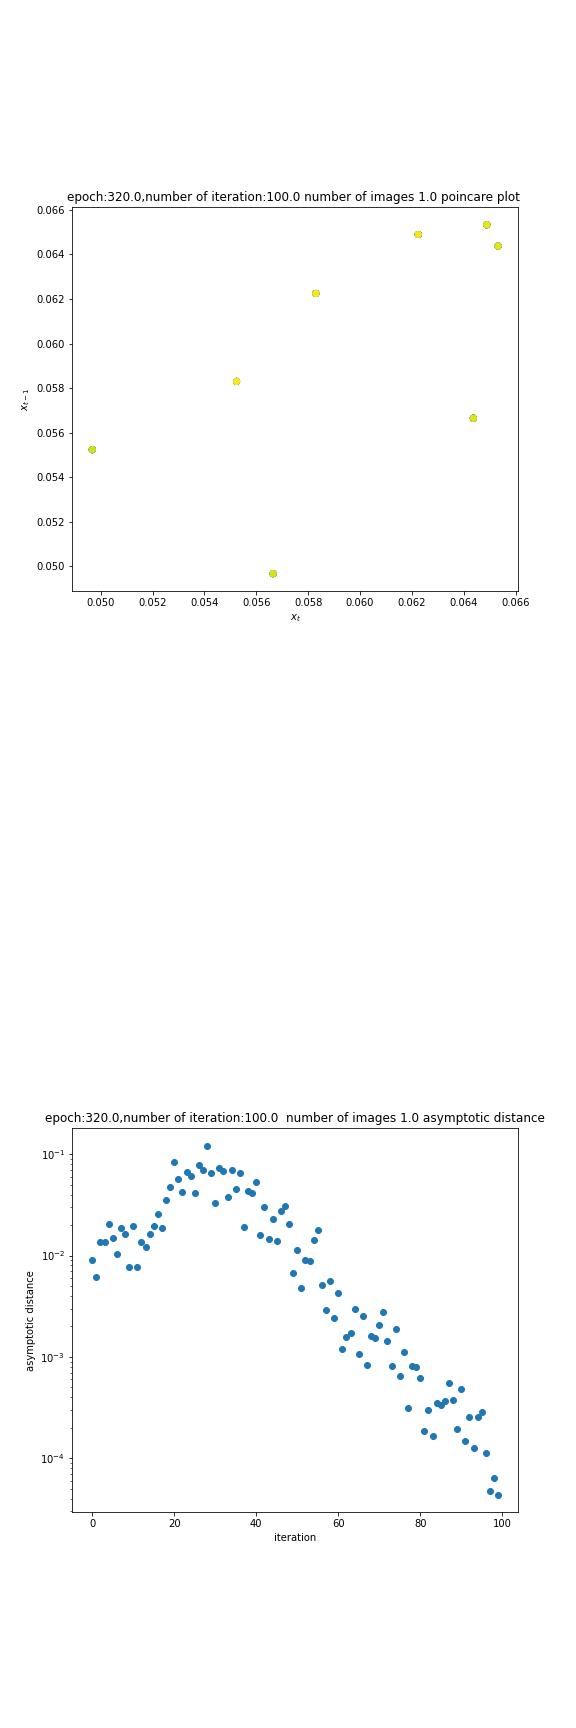 epoch:320.0,number of iteration:100.0 number of images 1.0 poincare plot
0.066
0.064
0.062
0.060
0.058
0.056
0.054
0.052
0.050
x_{t-1}
0.050 0.052 0.054 0.056 0.058 0.060 0.062 0.064 0.066
x_t
epoch:320.0,number of iteration:100.0  number of images 1.0 asymptotic distance
10^{-1}
10^{-2}
10^{-3}
10^{-4}
asymptotic distance
0 20 40 60 80 100
iteration